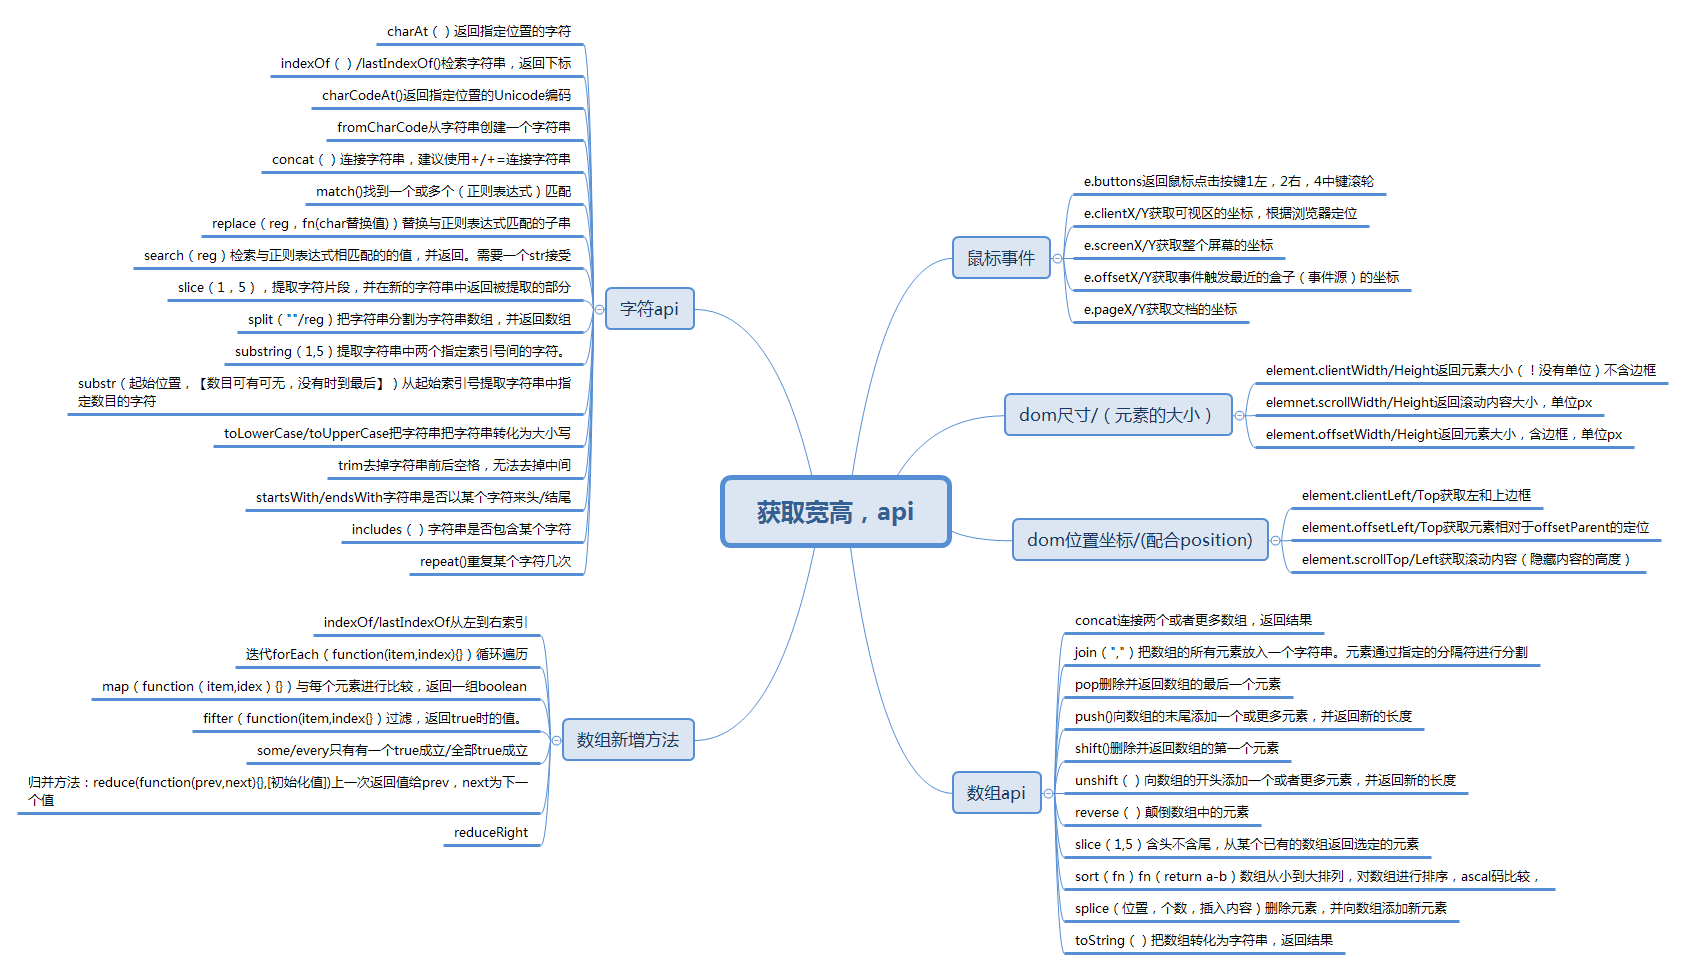 获取宽高，api
字符api
charAt（）返回指定位置的字符
indexOf（）/lastIndexOf()检索字符串，返回下标
charCodeAt()返回指定位置的Unicode编码
fromCharCode从字符串创建一个字符串
concat（）连接字符串，建议使用+/+=连接字符串
match()找到一个或多个（正则表达式）匹配
replace（reg，fn(char替换值)）替换与正则表达式匹配的子串
search（reg）检索与正则表达式相匹配的的值，并返回。需要一个str接受
slice（1，5），提取字符片段，并在新的字符串中返回被提取的部分
split（""/reg）把字符串分割为字符串数组，并返回数组
substring（1,5）提取字符串中两个指定索引号间的字符。
substr（起始位置，【数目可有可无，没有时到最后】）从起始索引号提取字符串中指
定数目的字符
toLowerCase/toUpperCase把字符串把字符串转化为大小写
trim去掉字符串前后空格，无法去掉中间
startsWith/endsWith字符串是否以某个字符来头/结尾
includes（）字符串是否包含某个字符
repeat()重复某个字符几次
数组新增方法
indexOf/lastIndexOf从左到右索引
迭代forEach（function(item,index){}）循环遍历
map（function（item,idex）{}）与每个元素进行比较，返回一组boolean
fifter（function(item,index{}）过滤，返回true时的值。
some/every只有有一个true成立/全部true成立
归并方法：reduce(function(prev,next){},[初始化值])上一次返回值给prev，next为下一
个值
reduceRight
鼠标事件
e.buttons返回鼠标点击按键1左，2右，4中键滚轮
e.clientX/Y获取可视区的坐标，根据浏览器定位
e.screenX/Y获取整个屏幕的坐标
e.offsetX/Y获取事件触发最近的盒子（事件源）的坐标
e.pageX/Y获取文档的坐标
dom尺寸/（元素的大小）
element.clientWidth/Height返回元素大小（！没有单位）不含边框
elemnet.scrollWidth/Height返回滚动内容大小，单位px
element.offsetWidth/Height返回元素大小，含边框，单位px
dom位置坐标/(配合position)
element.clientLeft/Top获取左和上边框
element.offsetLeft/Top获取元素相对于offsetParent的定位
element.scrollTop/Left获取滚动内容（隐藏内容的高度）
数组api
concat连接两个或者更多数组，返回结果
join（","）把数组的所有元素放入一个字符串。元素通过指定的分隔符进行分割
pop删除并返回数组的最后一个元素
push()向数组的末尾添加一个或更多元素，并返回新的长度
shift()删除并返回数组的第一个元素
unshift（）向数组的开头添加一个或者更多元素，并返回新的长度
reverse（）颠倒数组中的元素
slice（1,5）含头不含尾，从某个已有的数组返回选定的元素
sort（fn）fn（return a-b）数组从小到大排列，对数组进行排序，ascal码比较，
splice（位置，个数，插入内容）删除元素，并向数组添加新元素
toString（）把数组转化为字符串，返回结果